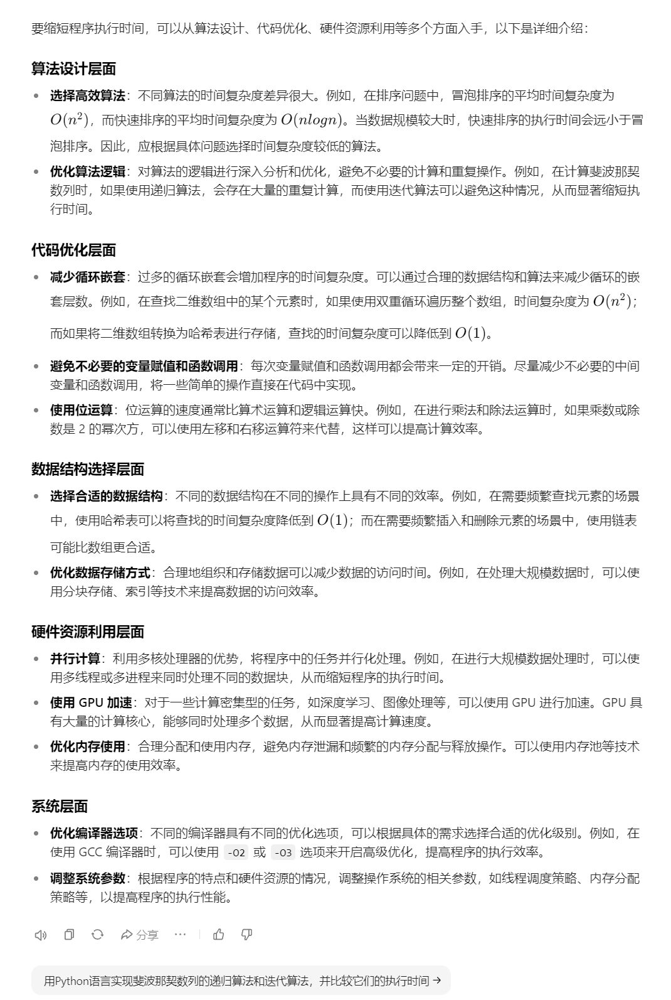 要缩短程序执行时间，可以从算法设计、代码优化、硬件资源利用等多个方面入手，以下是详细介绍：
算法设计层面
• 选择高效算法：不同算法的时间复杂度差异很大。例如，在排序问题中，冒泡排序的平均时间复杂度为
O(n²)，而快速排序的平均时间复杂度为 O(nlogn)。当数据规模较大时，快速排序的执行时间会远小于冒
泡排序。因此，应根据具体问题选择时间复杂度较低的算法。
• 优化算法逻辑：对算法的逻辑进行深入分析和优化，避免不必要的计算和重复操作。例如，在计算斐波那契
数列时，如果使用递归算法，会存在大量的重复计算，而使用迭代算法可以避免这种情况，从而显著缩短执
行时间。
代码优化层面
• 减少循环嵌套：过多的循环嵌套会增加程序的时间复杂度。可以通过合理的数据结构和算法来减少循环的嵌
套层数。例如，在查找二维数组中的某个元素时，如果使用双重循环遍历整个数组，时间复杂度为 O(n²)；
而如果将二维数组转换为哈希表进行存储，查找的时间复杂度可以降低到 O(1)。
• 避免不必要的变量赋值和函数调用：每次变量赋值和函数调用都会带来一定的开销。尽量减少不必要的中间
变量和函数调用，将一些简单的操作直接在代码中实现。
• 使用位运算：位运算的速度通常比算术运算和逻辑运算快。例如，在进行乘法和除法运算时，如果乘数或除
数是 2 的幂次方，可以使用左移和右移运算符来代替，这样可以提高计算效率。
数据结构选择层面
• 选择合适的数据结构：不同的数据结构在不同的操作上具有不同的效率。例如，在需要频繁查找元素的场景
中，使用哈希表可以将查找的时间复杂度降低到 O(1)；而在需要频繁插入和删除元素的场景中，使用链表
可能比数组更合适。
• 优化数据存储方式：合理地组织和存储数据可以减少数据的访问时间。例如，在处理大规模数据时，可以使
用分块存储、索引等技术来提高数据的访问效率。
硬件资源利用层面
• 并行计算：利用多核处理器的优势，将程序中的任务并行化处理。例如，在进行大规模数据处理时，可以使
用多线程或多进程来同时处理不同的数据块，从而缩短程序的执行时间。
• 使用 GPU 加速：对于一些计算密集型的任务，如深度学习、图像处理等，可以使用 GPU 进行加速。GPU 具
有大量的计算核心，能够同时处理多个数据，从而显著提高计算速度。
• 优化内存使用：合理分配和使用内存，避免内存泄漏和频繁的内存分配与释放操作。可以使用内存池等技术
来提高内存的使用效率。
系统层面
• 优化编译器选项：不同的编译器具有不同的优化选项，可以根据具体的需求选择合适的优化级别。例如，在
使用 GCC 编译器时，可以使用 -O2 或 -O3 选项来开启高级优化，提高程序的执行效率。
• 调整系统参数：根据程序的特点和硬件资源的情况，调整操作系统的相关参数，如线程调度策略、内存分配
策略等，以提高程序的执行性能。
分享
用Python语言实现斐波那契数列的递归算法和迭代算法，并比较它们的执行时间 →